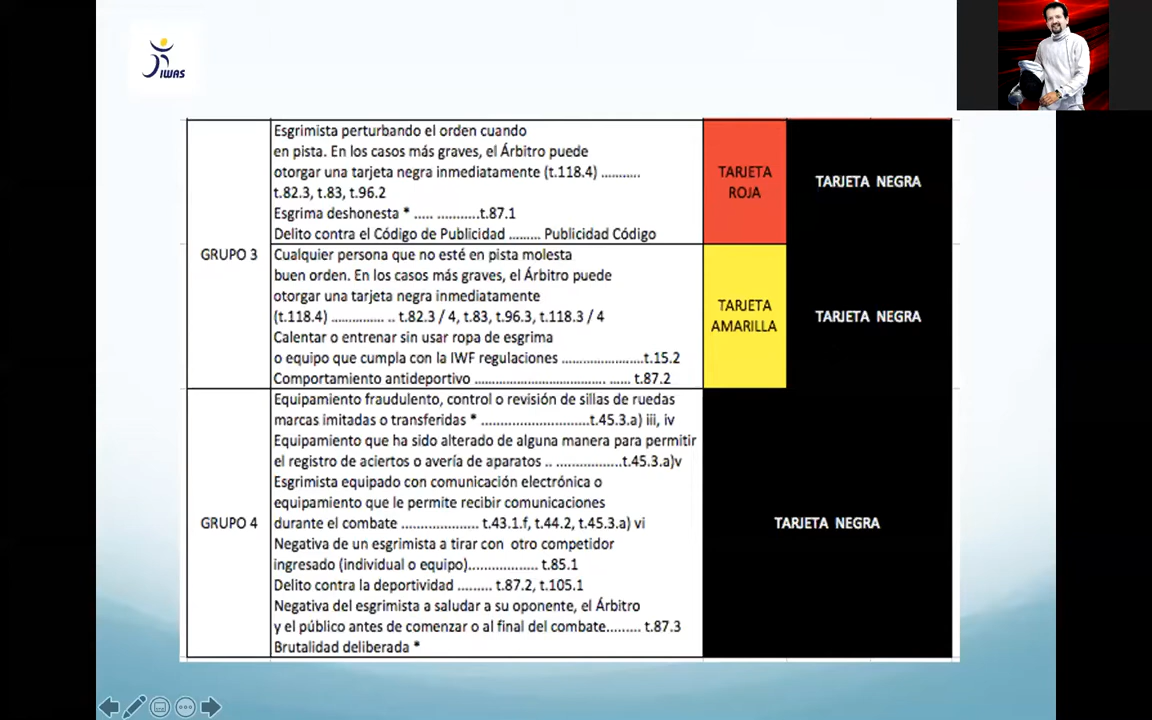 IWAS
GRUPO 3
Esgrimista perturbando el orden cuando
en pista. En los casos más graves, el Árbitro puede
otorgar una tarjeta negra inmediatamente (t.118.4) ...........
t.82.3, t.83, t.96.2
Esgrima deshonesta * ..... ...........t.87.1
Delito contra el Código de Publicidad ......... Publicidad Código
TARJETA
ROJA
TARJETA NEGRA
Cualquier persona que no esté en pista molesta
buen orden. En los casos más graves, el Árbitro puede
otorgar una tarjeta negra inmediatamente
(t.118.4) ............... .. t.82.3 / 4, t.83, t.96.3, t.118.3 / 4
Calentar o entrenar sin usar ropa de esgrima
o equipo que cumpla con la IWF regulaciones .......................t.15.2
Comportamiento antideportivo ..................................... ...... t.87.2
TARJETA
AMARILLA
TARJETA NEGRA
GRUPO 4
Equipamiento fraudulento, control o revisión de sillas de ruedas
marcas imitadas o transferidas * ..............................t.45.3.a) iii, iv
Equipamiento que ha sido alterado de alguna manera para permitir
el registro de aciertos o avería de aparatos .. ..................t.45.3.a)v
Esgrimista equipado con comunicación electrónica o
equipamiento que le permite recibir comunicaciones
durante el combate ..................... t.43.1.f, t.44.2, t.45.3.a) vi
Negativa de un esgrimista a tirar con otro competidor
ingresado (individual o equipo).................. t.85.1
Delito contra la deportividad ......... t.87.2, t.105.1
Negativa del esgrimista a saludar a su oponente, el Árbitro
y el público antes de comenzar o al final del combate......... t.87.3
Brutalidad deliberada *
TARJETA NEGRA